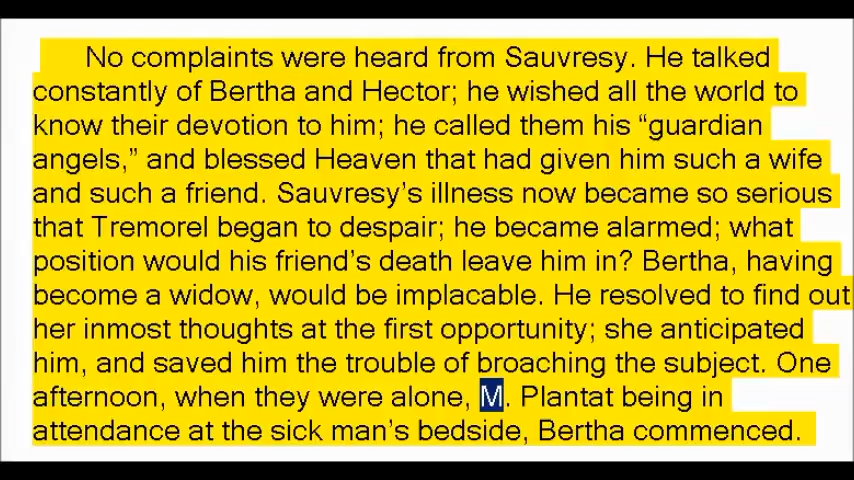 No complaints were heard from Sauvresy. He talked
constantly of Bertha and Hector; he wished all the world to
know their devotion to him; he called them his “guardian
angels,” and blessed Heaven that had given him such a wife
and such a friend. Sauvresy’s illness now became so serious
that Tremorel began to despair; he became alarmed; what
position would his friend’s death leave him in? Bertha, having
become a widow, would be implacable. He resolved to find out
her inmost thoughts at the first opportunity; she anticipated
him, and saved him the trouble of broaching the subject. One
afternoon, when they were alone, M. Plantat being in
attendance at the sick man’s bedside, Bertha commenced.